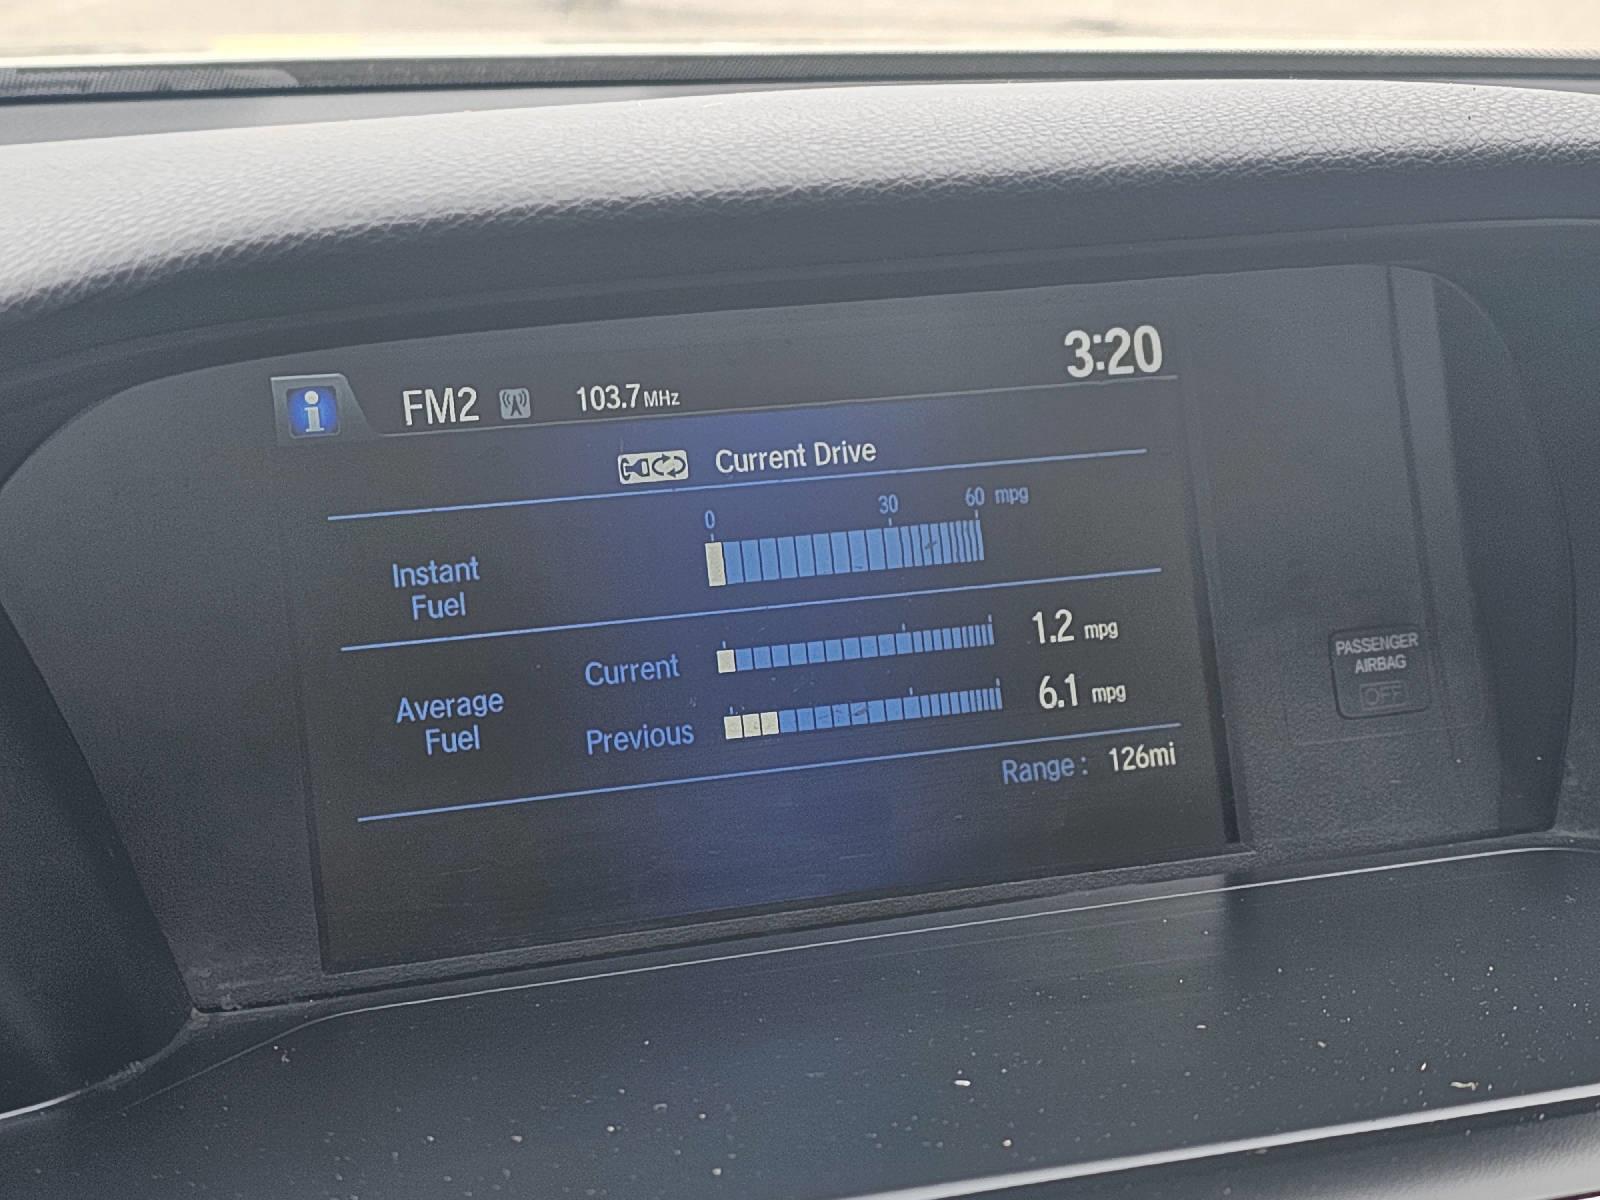 i FM2 103.7MHz 3:20
Current Drive
0 30 60 mpg
Instant
Fuel
Current 1.2 mpg
Average
Fuel
Previous 6.1 mpg
Range: 126mi
PASSENGER
AIRBAG
OFF